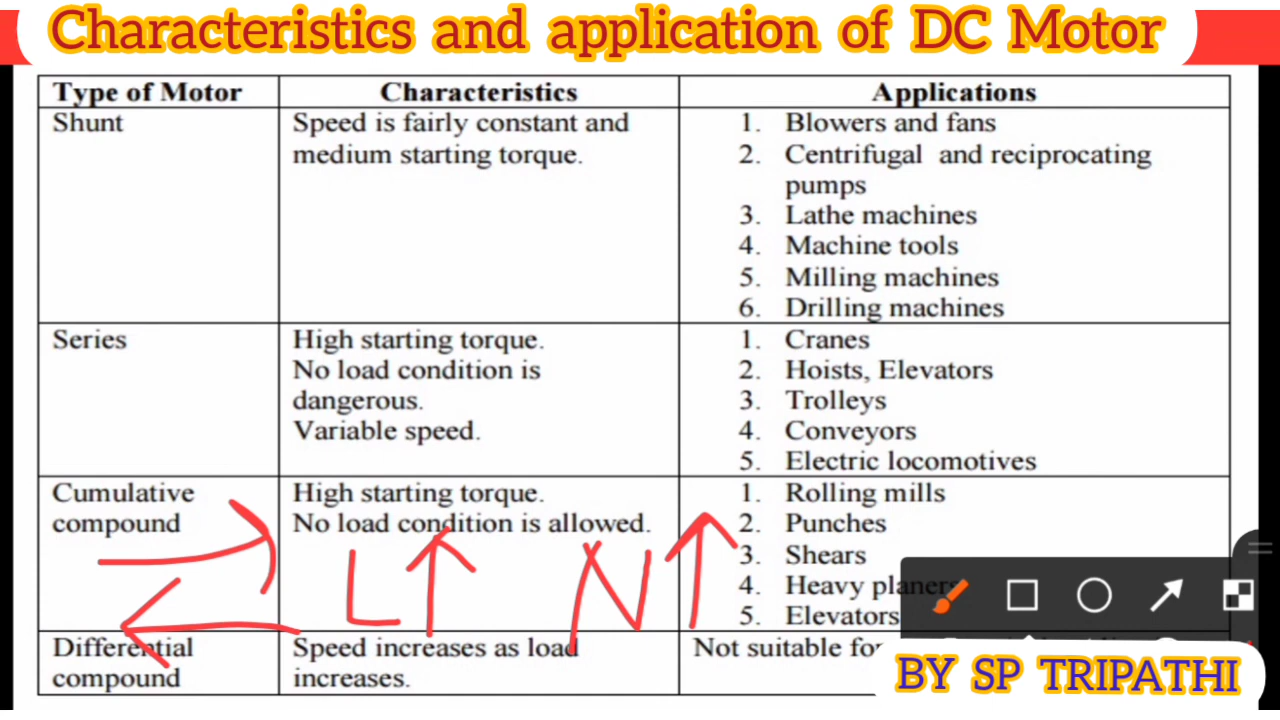 Characteristics and application of DC Motor
Type of Motor
Characteristics
Applications
Shunt
Speed is fairly constant and
medium starting torque.
1. Blowers and fans
2. Centrifugal and reciprocating
pumps
3. Lathe machines
4. Machine tools
5. Milling machines
6. Drilling machines
Series
High starting torque.
No load condition is
dangerous.
Variable speed.
1. Cranes
2. Hoists, Elevators
3. Trolleys
4. Conveyors
5. Electric locomotives
Cumulative
compound
High starting torque.
No load condition is allowed.
1. Rolling mills
2. Punches
3. Shears
4. Heavy planers
5. Elevators
L↑ N↑
Differential
compound
Speed increases as load
increases.
Not suitable for
BY SP TRIPATHI